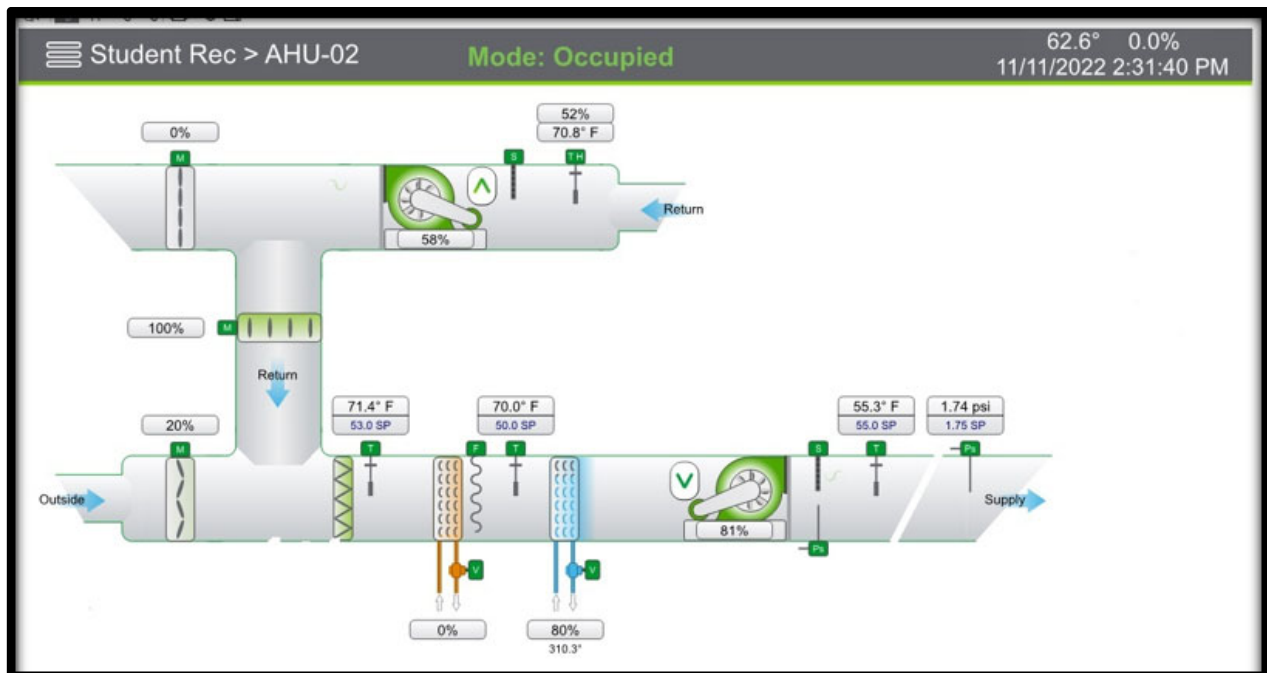 Student Rec > AHU-02
Mode: Occupied
62.6° 0.0%
11/11/2022 2:31:40 PM
52%
70.8° F
0%
M
S
T H
Return
58%
100%
M
Return
71.4° F
53.0 SP
70.0° F
50.0 SP
55.3° F
55.0 SP
1.74 psi
1.75 SP
20%
M
T
F
T
S
T
Ps
Outside
Supply
81%
Ps
V
V
0%
80%
310.3°